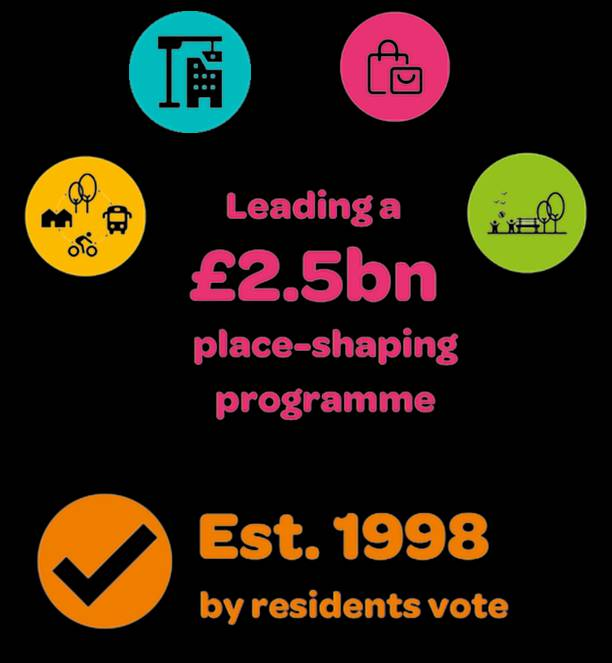 Leading a
£2.5bn
place-shaping
programme
Est. 1998
by residents vote